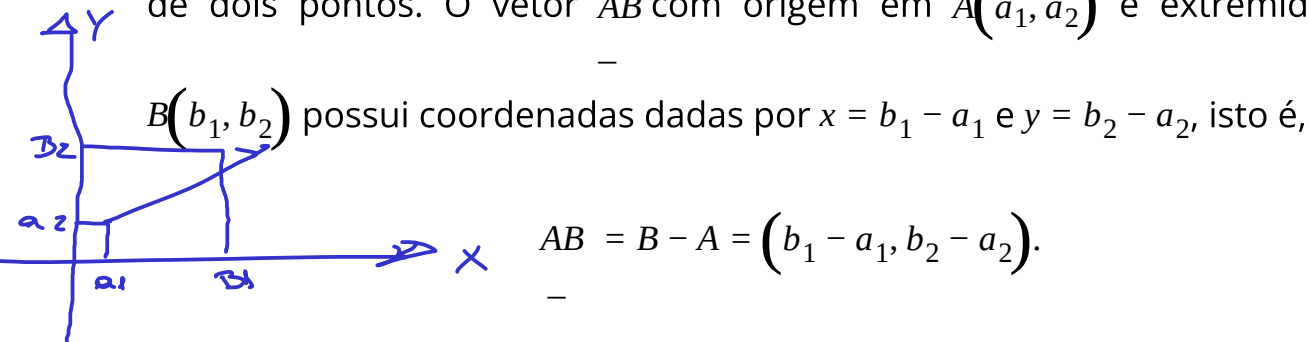 de dois pontos. O vetor AB com origem em A(a₁, a₂) e extremid
B(b₁, b₂) possui coordenadas dadas por x = b₁ − a₁ e y = b₂ − a₂, isto é,
AB = B − A = (b₁ − a₁, b₂ − a₂).
Y
B2
a2
a1 B1 X